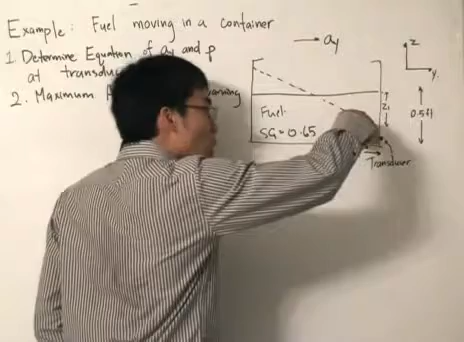 Example: Fuel moving in a container
1. Determine Equation of ay and p
at transducer
2. Maximum
→ ay
z
y
Fuel
SG = 0.65
z1
0.5ft
Transducer